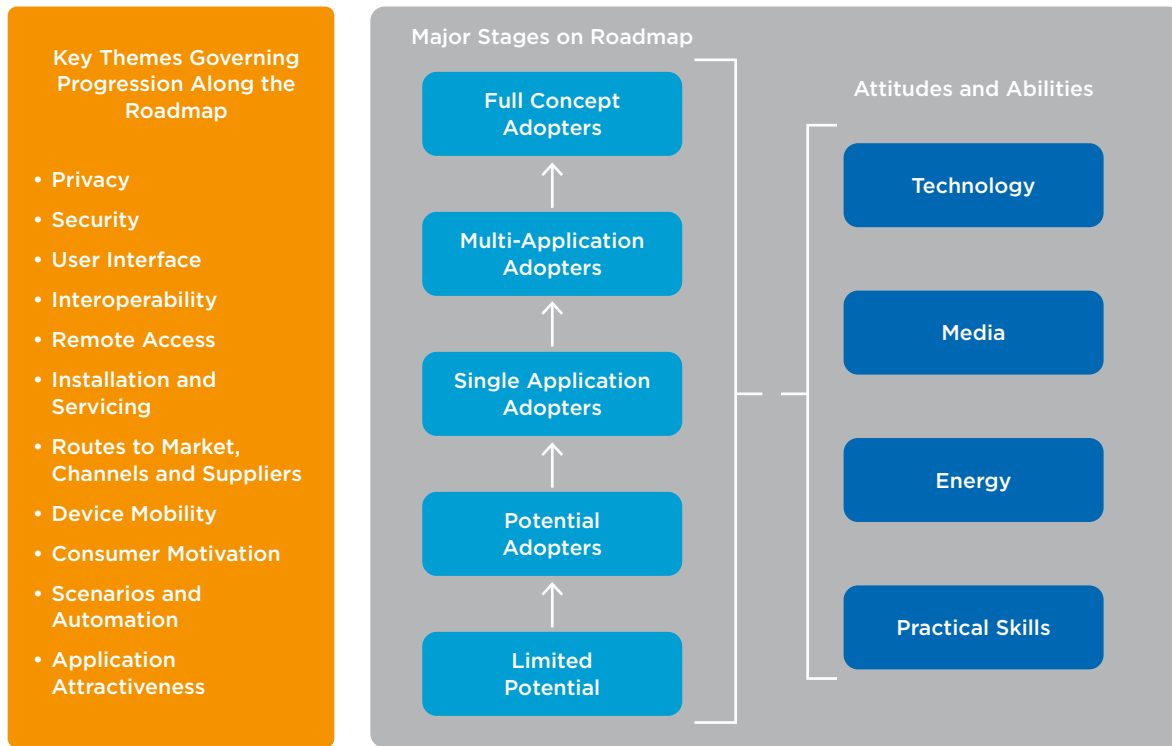 Key Themes Governing
Progression Along the
Roadmap
• Privacy
• Security
• User Interface
• Interoperability
• Remote Access
• Installation and
Servicing
• Routes to Market,
Channels and Suppliers
• Device Mobility
• Consumer Motivation
• Scenarios and
Automation
• Application
Attractiveness
Major Stages on Roadmap
Full Concept
Adopters
Multi-Application
Adopters
Single Application
Adopters
Potential
Adopters
Limited
Potential
Attitudes and Abilities
Technology
Media
Energy
Practical Skills